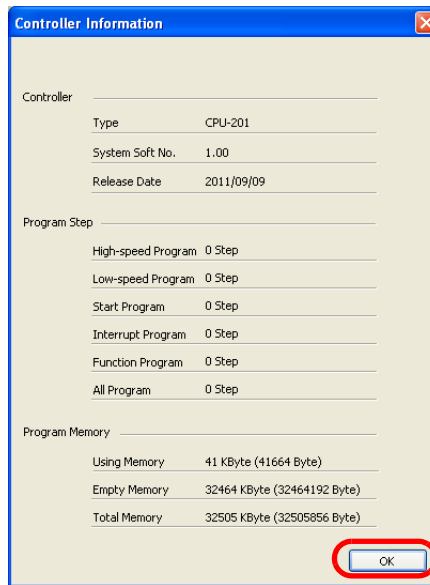 Controller Information
Controller
Type CPU-201
System Soft No. 1.00
Release Date 2011/09/09
Program Step
High-speed Program 0 Step
Low-speed Program 0 Step
Start Program 0 Step
Interrupt Program 0 Step
Function Program 0 Step
All Program 0 Step
Program Memory
Using Memory 41 KByte (41664 Byte)
Empty Memory 32464 KByte (32464192 Byte)
Total Memory 32505 KByte (32505856 Byte)
OK